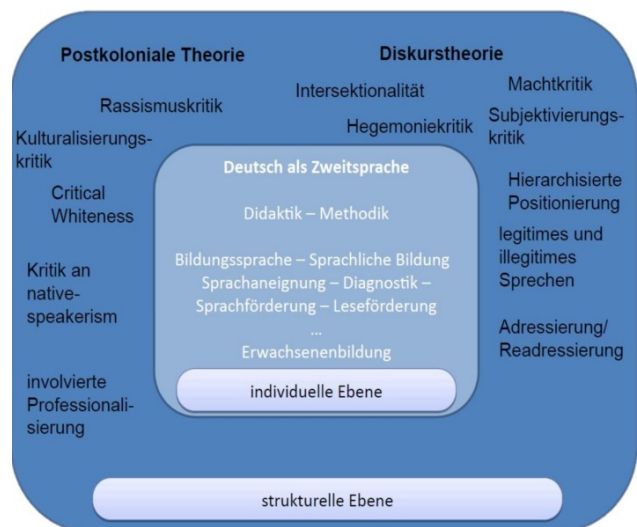 Postkoloniale Theorie
Diskurstheorie
Rassismuskritik
Intersektionalität
Machtkritik
Kulturalisierungs-
kritik
Hegemoniekritik
Subjektivierungs-
kritik
Critical
Whiteness
Hierarchisierte
Positionierung
Kritik an
native-
speakerism
legitimes und
illegitimes
Sprechen
involvierte
Professionali-
sierung
Adressierung/
Readressierung
Deutsch als Zweitsprache
Didaktik – Methodik
Bildungssprache – Sprachliche Bildung
Sprachaneignung – Diagnostik –
Sprachförderung – Leseförderung
...
Erwachsenenbildung
individuelle Ebene
strukturelle Ebene